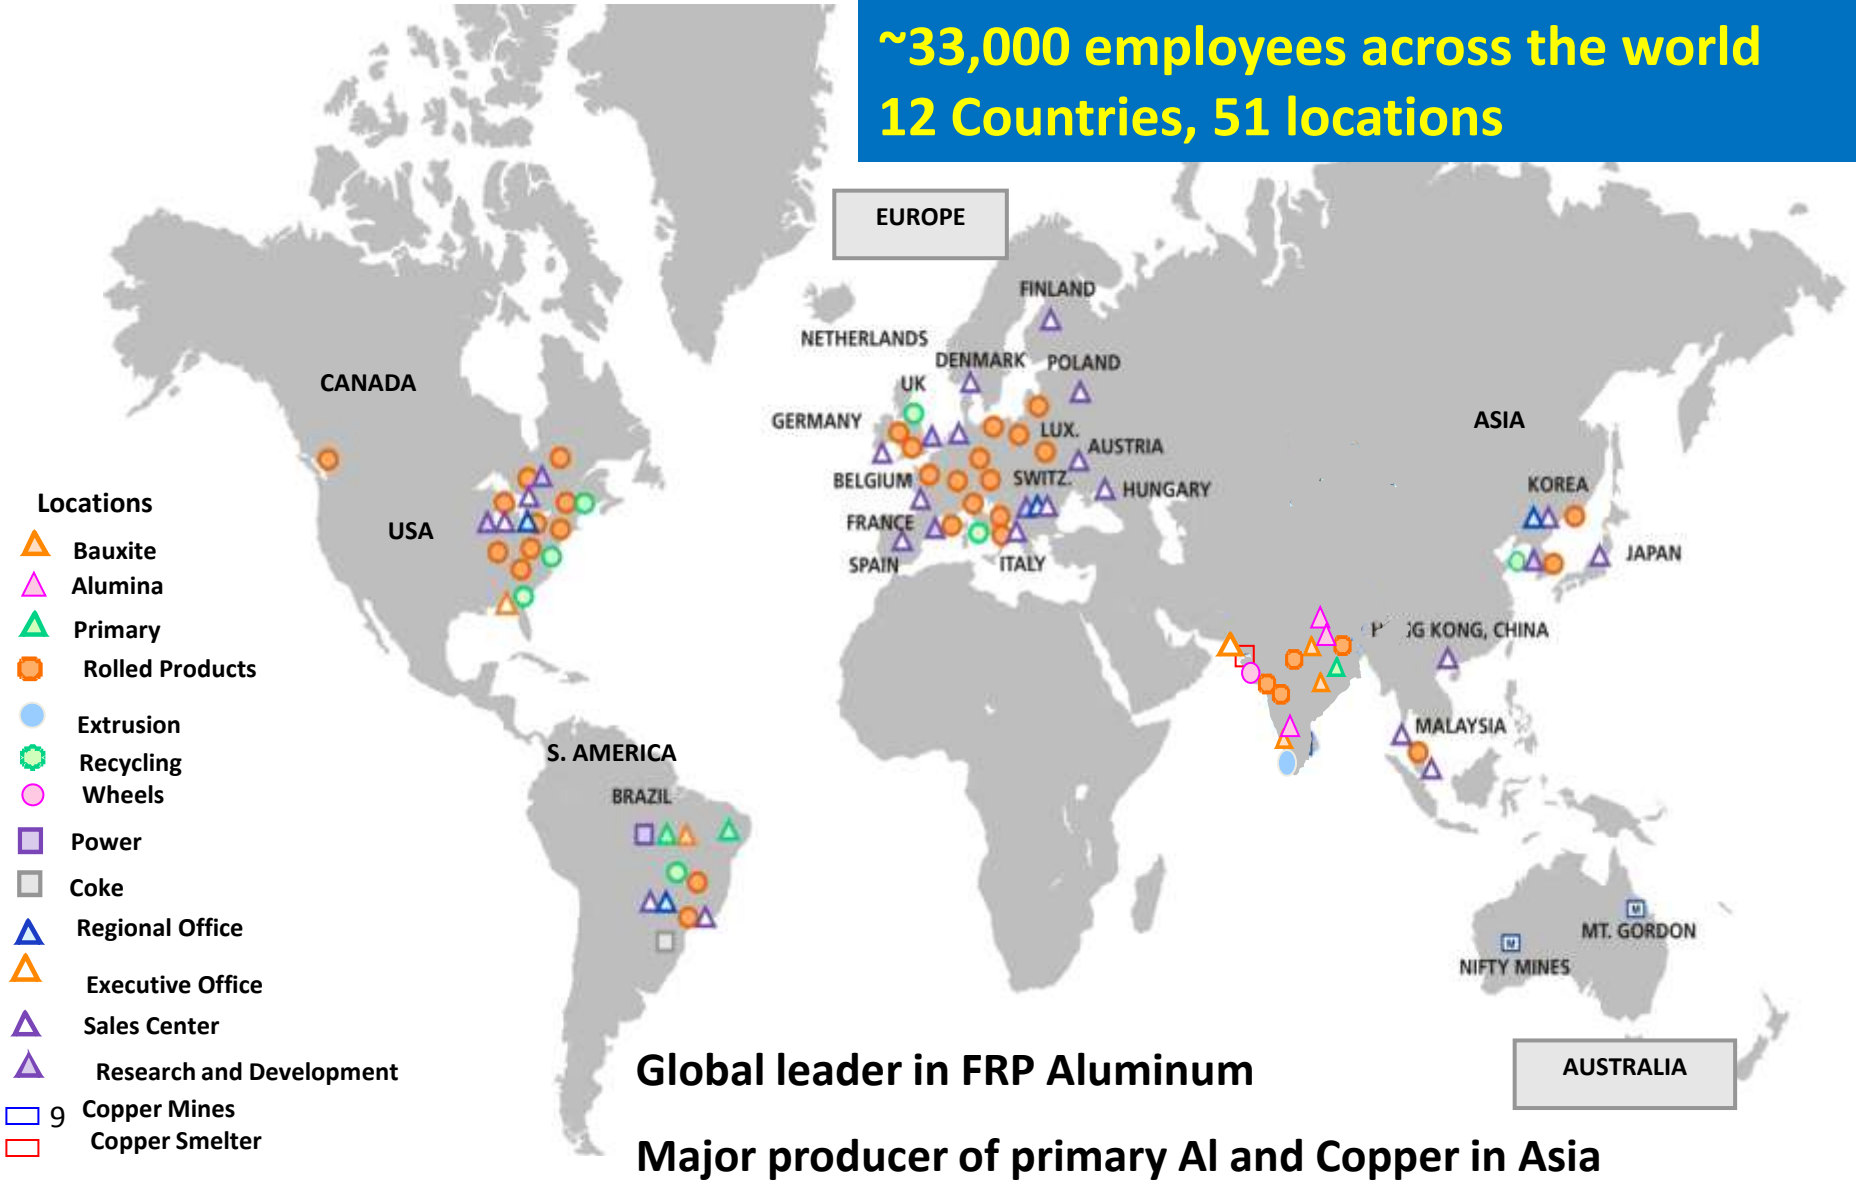 ~33,000 employees across the world
12 Countries, 51 locations
EUROPE
FINLAND
NETHERLANDS
DENMARK
POLAND
UK
CANADA
GERMANY
LUX.
ASIA
AUSTRIA
BELGIUM
SWITZ.
HUNGARY
KOREA
USA
FRANCE
SPAIN
ITALY
JAPAN
G KONG, CHINA
MALAYSIA
S. AMERICA
BRAZIL
M
MT. GORDON
M
NIFTY MINES
AUSTRALIA
Locations
Bauxite
Alumina
Primary
Rolled Products
Extrusion
Recycling
Wheels
Power
Coke
Regional Office
Executive Office
Sales Center
Research and Development
9 Copper Mines
Copper Smelter
Global leader in FRP Aluminum
Major producer of primary Al and Copper in Asia